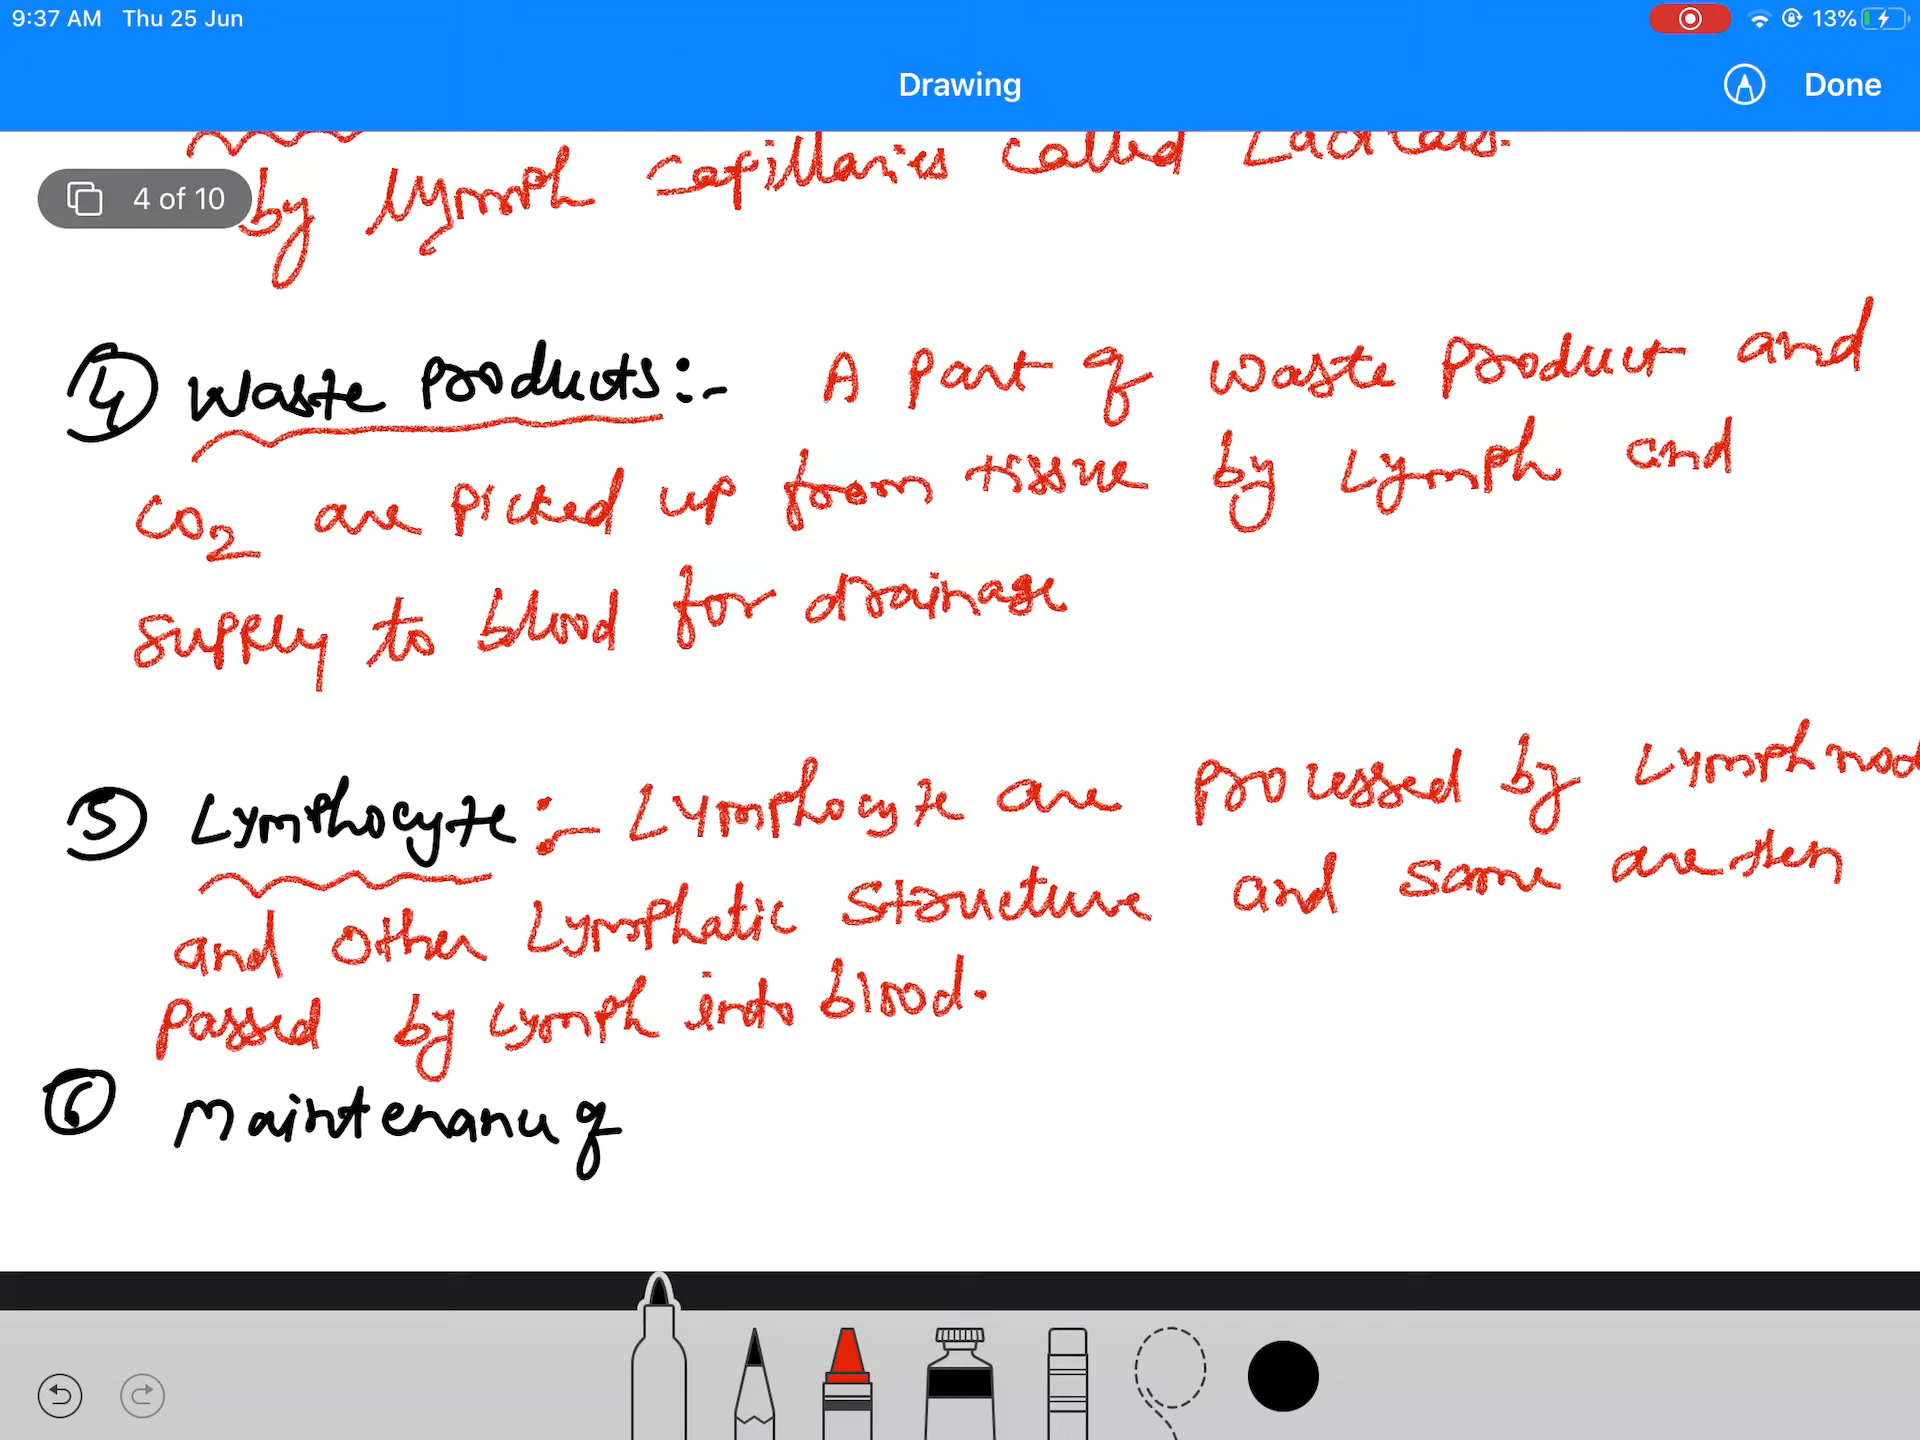 9:37 AM Thu 25 Jun 13%
Drawing Done
4 of 10
by lymph capillaries called Lacteals.
④ Waste products:- A part of waste product and
CO2 are picked up from tissue by Lymph and
supply to blood for drainage
⑤ Lymphocyte :- Lymphocyte are processed by Lymph nod
and other Lymphatic structure and some are then
passed by lymph into blood.
⑥ Maintenance of